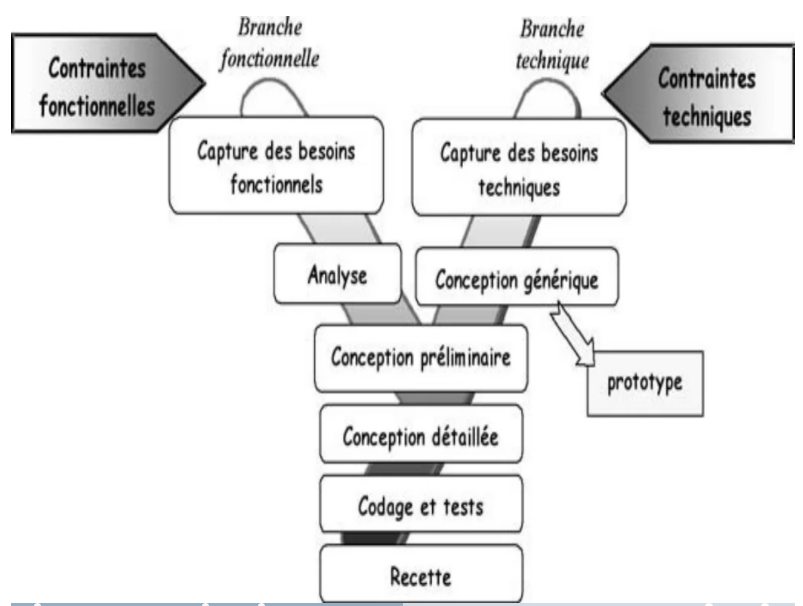 Branche
fonctionnelle
Branche
technique
Contraintes
fonctionnelles
Contraintes
techniques
Capture des besoins
fonctionnels
Capture des besoins
techniques
Analyse
Conception générique
Conception préliminaire
prototype
Conception détaillée
Codage et tests
Recette